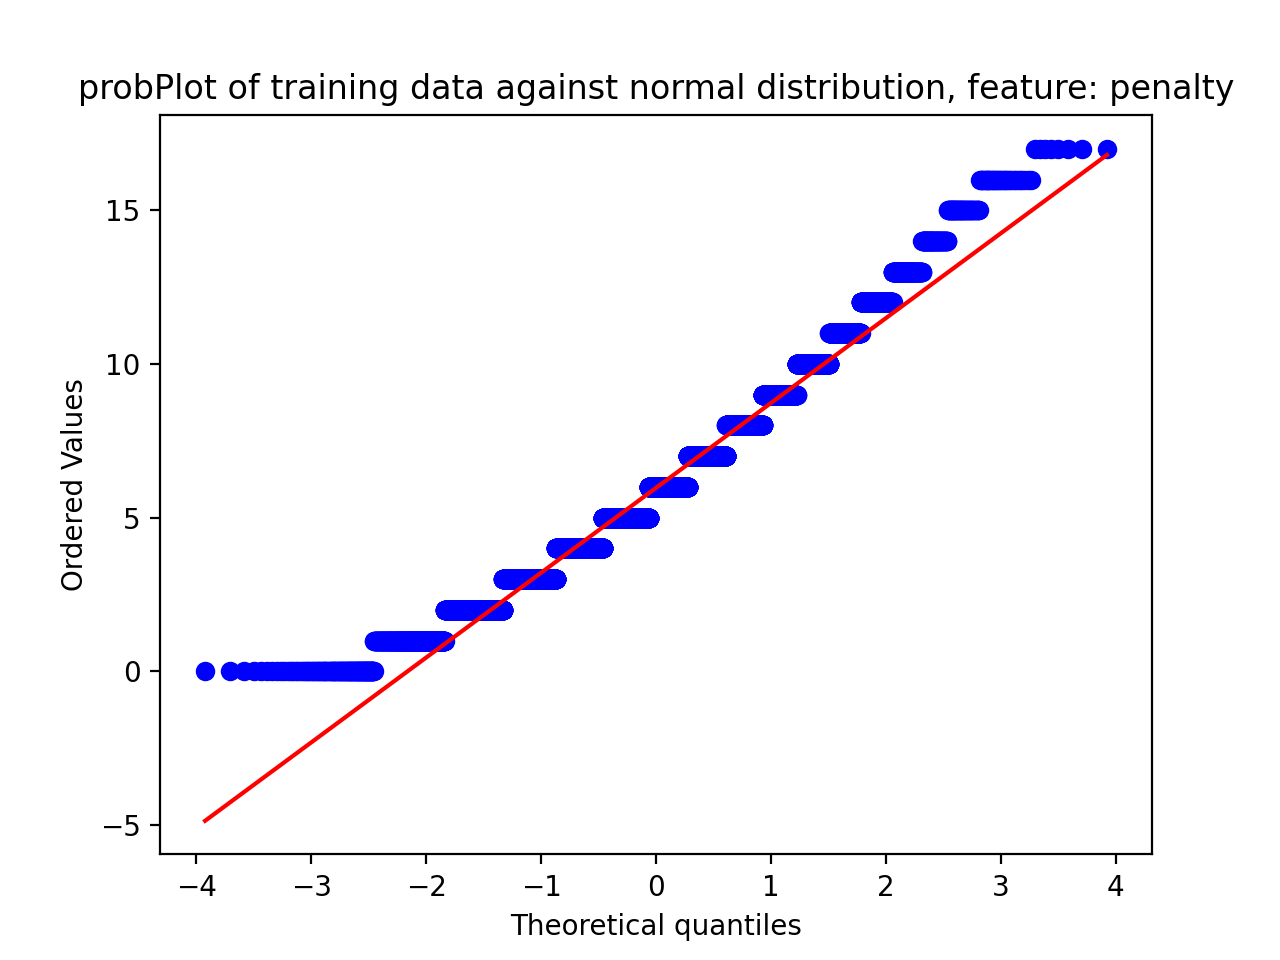 probPlot of training data against normal distribution, feature: penalty
15
10
5
0
−5
Ordered Values
−4 −3 −2 −1 0 1 2 3 4
Theoretical quantiles